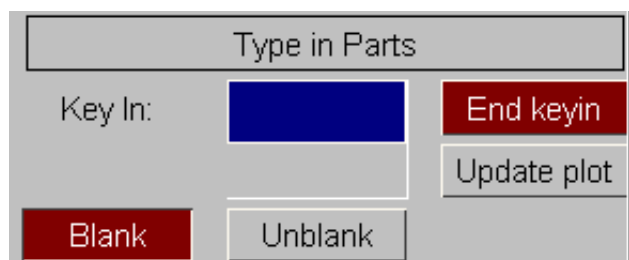 Type in Parts
Key In:
End keyin
Update plot
Blank
Unblank